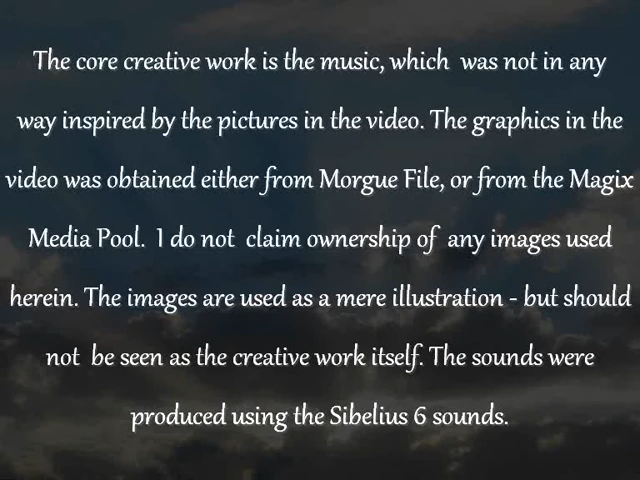 The core creative work is the music, which was not in any
way inspired by the pictures in the video. The graphics in the
video was obtained either from Morgue File, or from the Magix
Media Pool. I do not claim ownership of any images used
herein. The images are used as a mere illustration - but should
not be seen as the creative work itself. The sounds were
produced using the Sibelius 6 sounds.